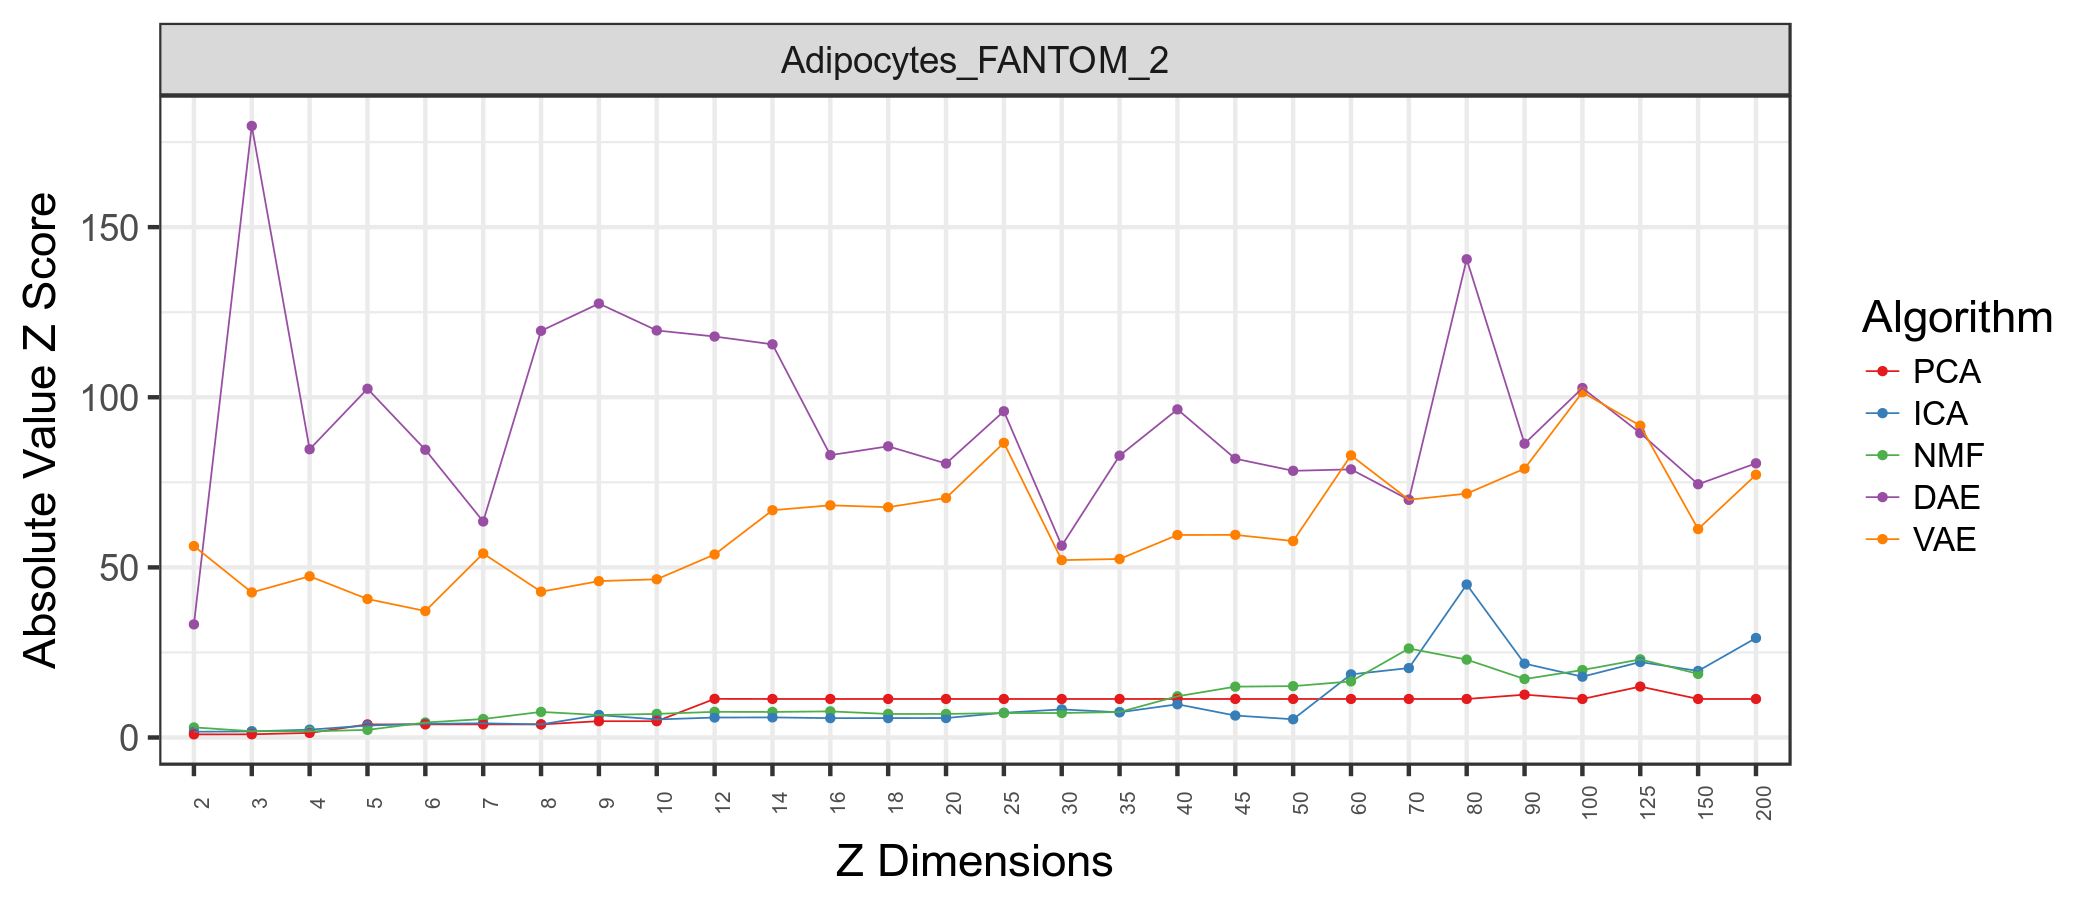 Adipocytes_FANTOM_2
Absolute Value Z Score
150
100
50
0
2 3 4 5 6 7 8 9 10 12 14 16 18 20 25 30 35 40 45 50 60 70 80 90 100 125 150 200
Z Dimensions
Algorithm
PCA
ICA
NMF
DAE
VAE